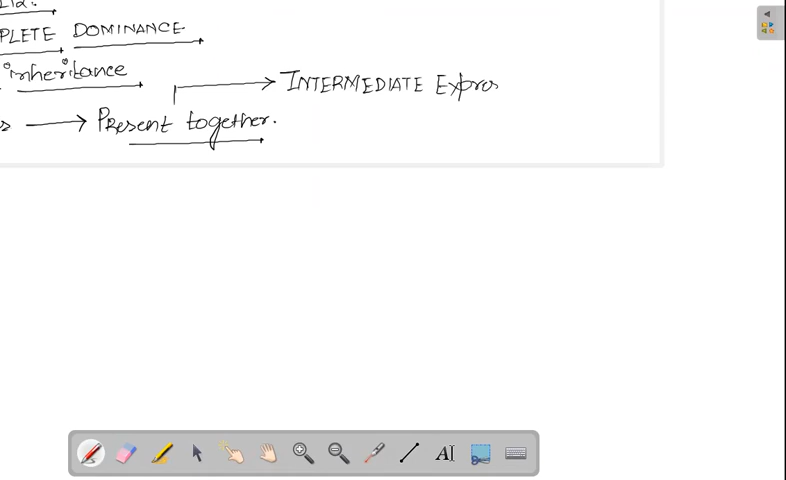 PLETE DOMINANCE
inheritance
INTERMEDIATE Expres
Present together.